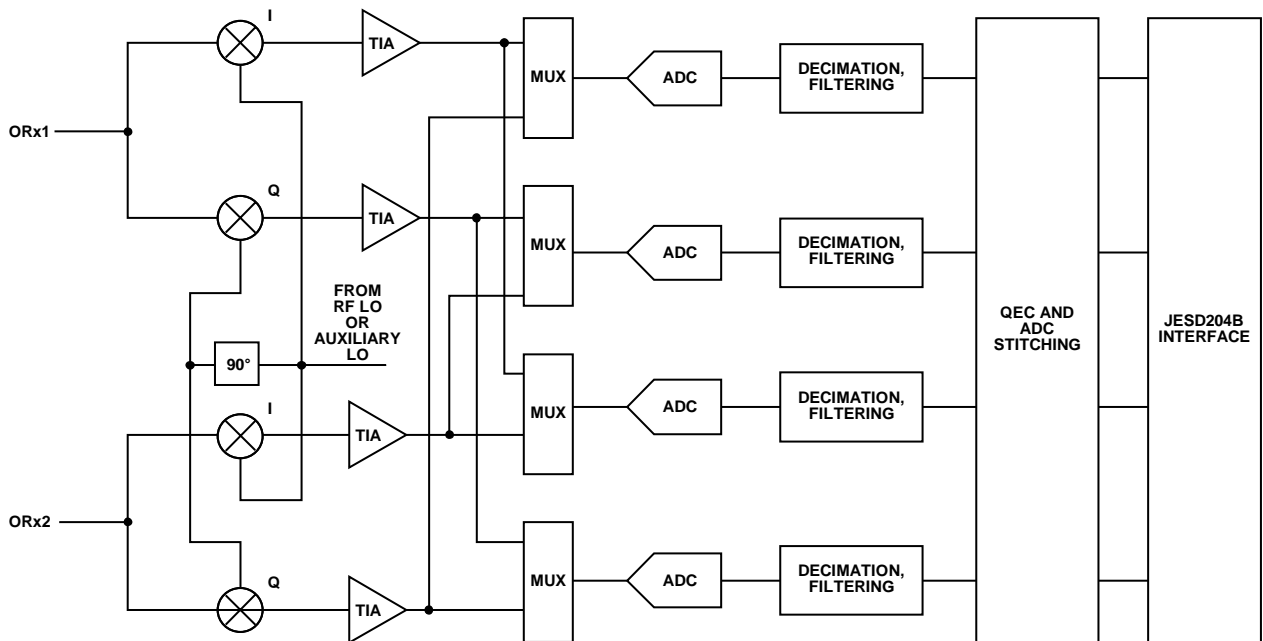 I
TIA
MUX
ADC
DECIMATION,
FILTERING
ORx1
Q
TIA
MUX
ADC
DECIMATION,
FILTERING
FROM
RF LO
OR
AUXILIARY
LO
90°
QEC AND
ADC
STITCHING
JESD204B
INTERFACE
I
TIA
MUX
ADC
DECIMATION,
FILTERING
ORx2
Q
TIA
MUX
ADC
DECIMATION,
FILTERING